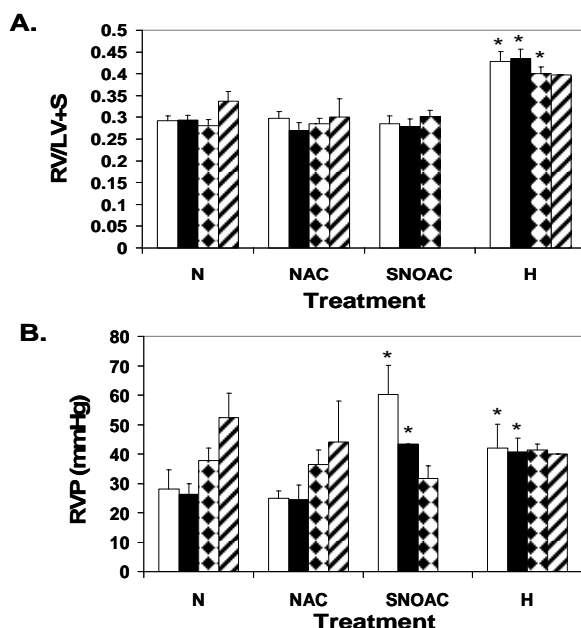 A.
RV/LV+S
0.5
0.45
0.4
0.35
0.3
0.25
0.2
0.15
0.1
0.05
0
* * *
N NAC SNOAC H
Treatment
B.
RVP (mmHg)
80
70
60
50
40
30
20
10
0
* * * *
N NAC SNOAC H
Treatment